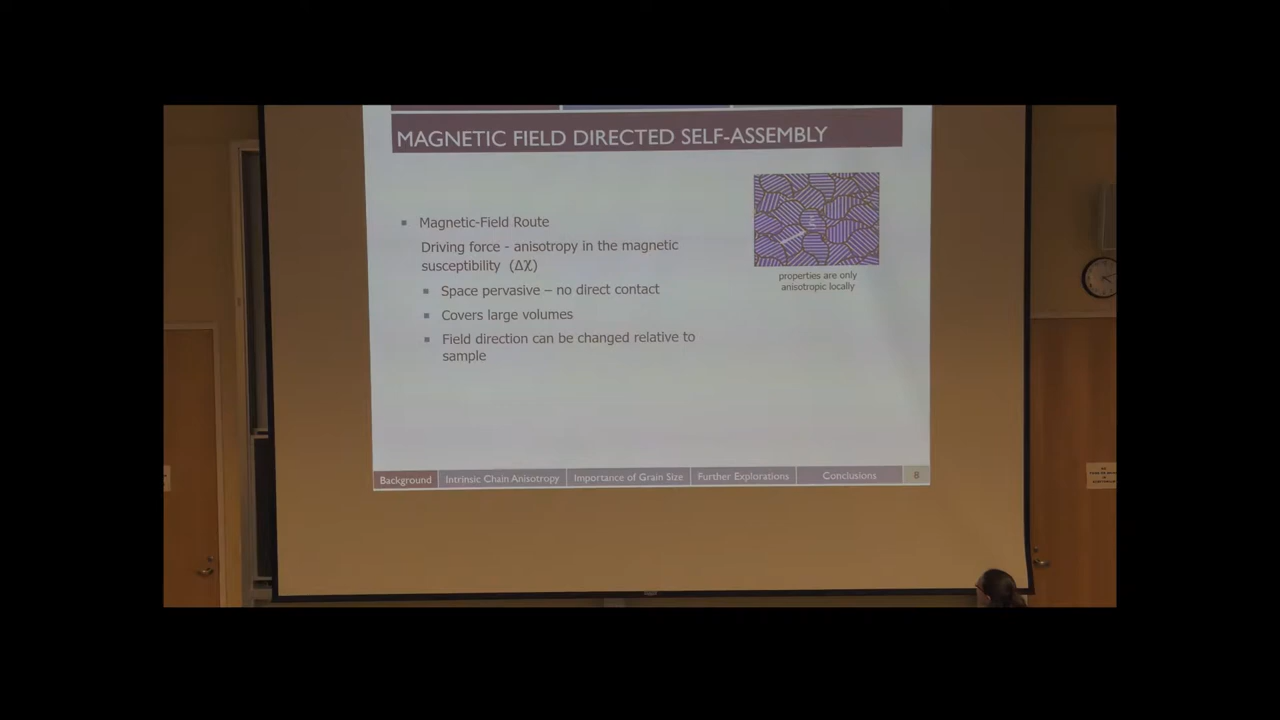 MAGNETIC FIELD DIRECTED SELF-ASSEMBLY
Magnetic-Field Route
Driving force - anisotropy in the magnetic
susceptibility (Δχ)
Space pervasive – no direct contact
Covers large volumes
Field direction can be changed relative to
sample
properties are only
anisotropic locally
Background
Intrinsic Chain Anisotropy
Importance of Grain Size
Further Explorations
Conclusions
8